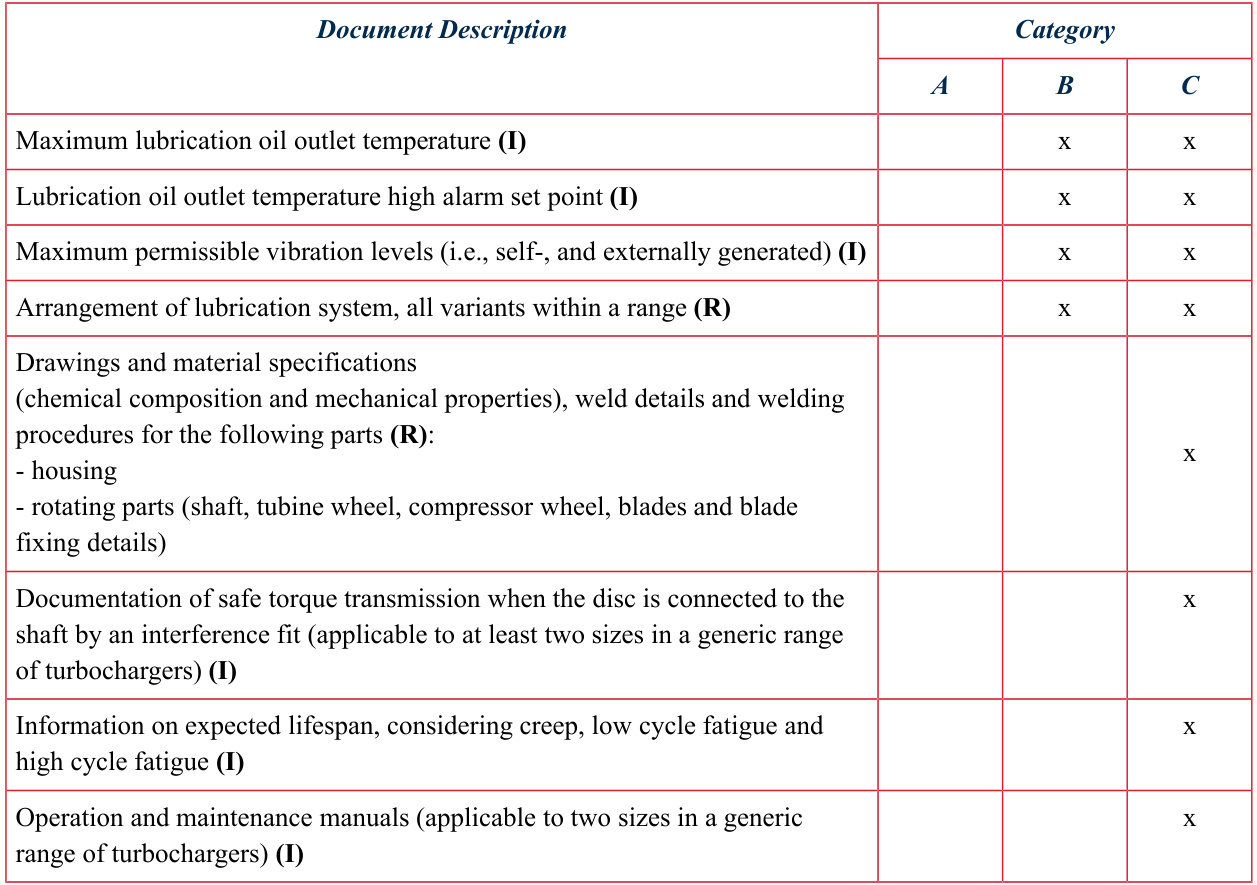 Document Description Category
A B C
Maximum lubrication oil outlet temperature (I) x x
Lubrication oil outlet temperature high alarm set point (I) x x
Maximum permissible vibration levels (i.e., self-, and externally generated) (I) x x
Arrangement of lubrication system, all variants within a range (R) x x
Drawings and material specifications
(chemical composition and mechanical properties), weld details and welding
procedures for the following parts (R):
- housing x
- rotating parts (shaft, tubine wheel, compressor wheel, blades and blade
fixing details)
Documentation of safe torque transmission when the disc is connected to the x
shaft by an interference fit (applicable to at least two sizes in a generic range
of turbochargers) (I)
Information on expected lifespan, considering creep, low cycle fatigue and x
high cycle fatigue (I)
Operation and maintenance manuals (applicable to two sizes in a generic x
range of turbochargers) (I)